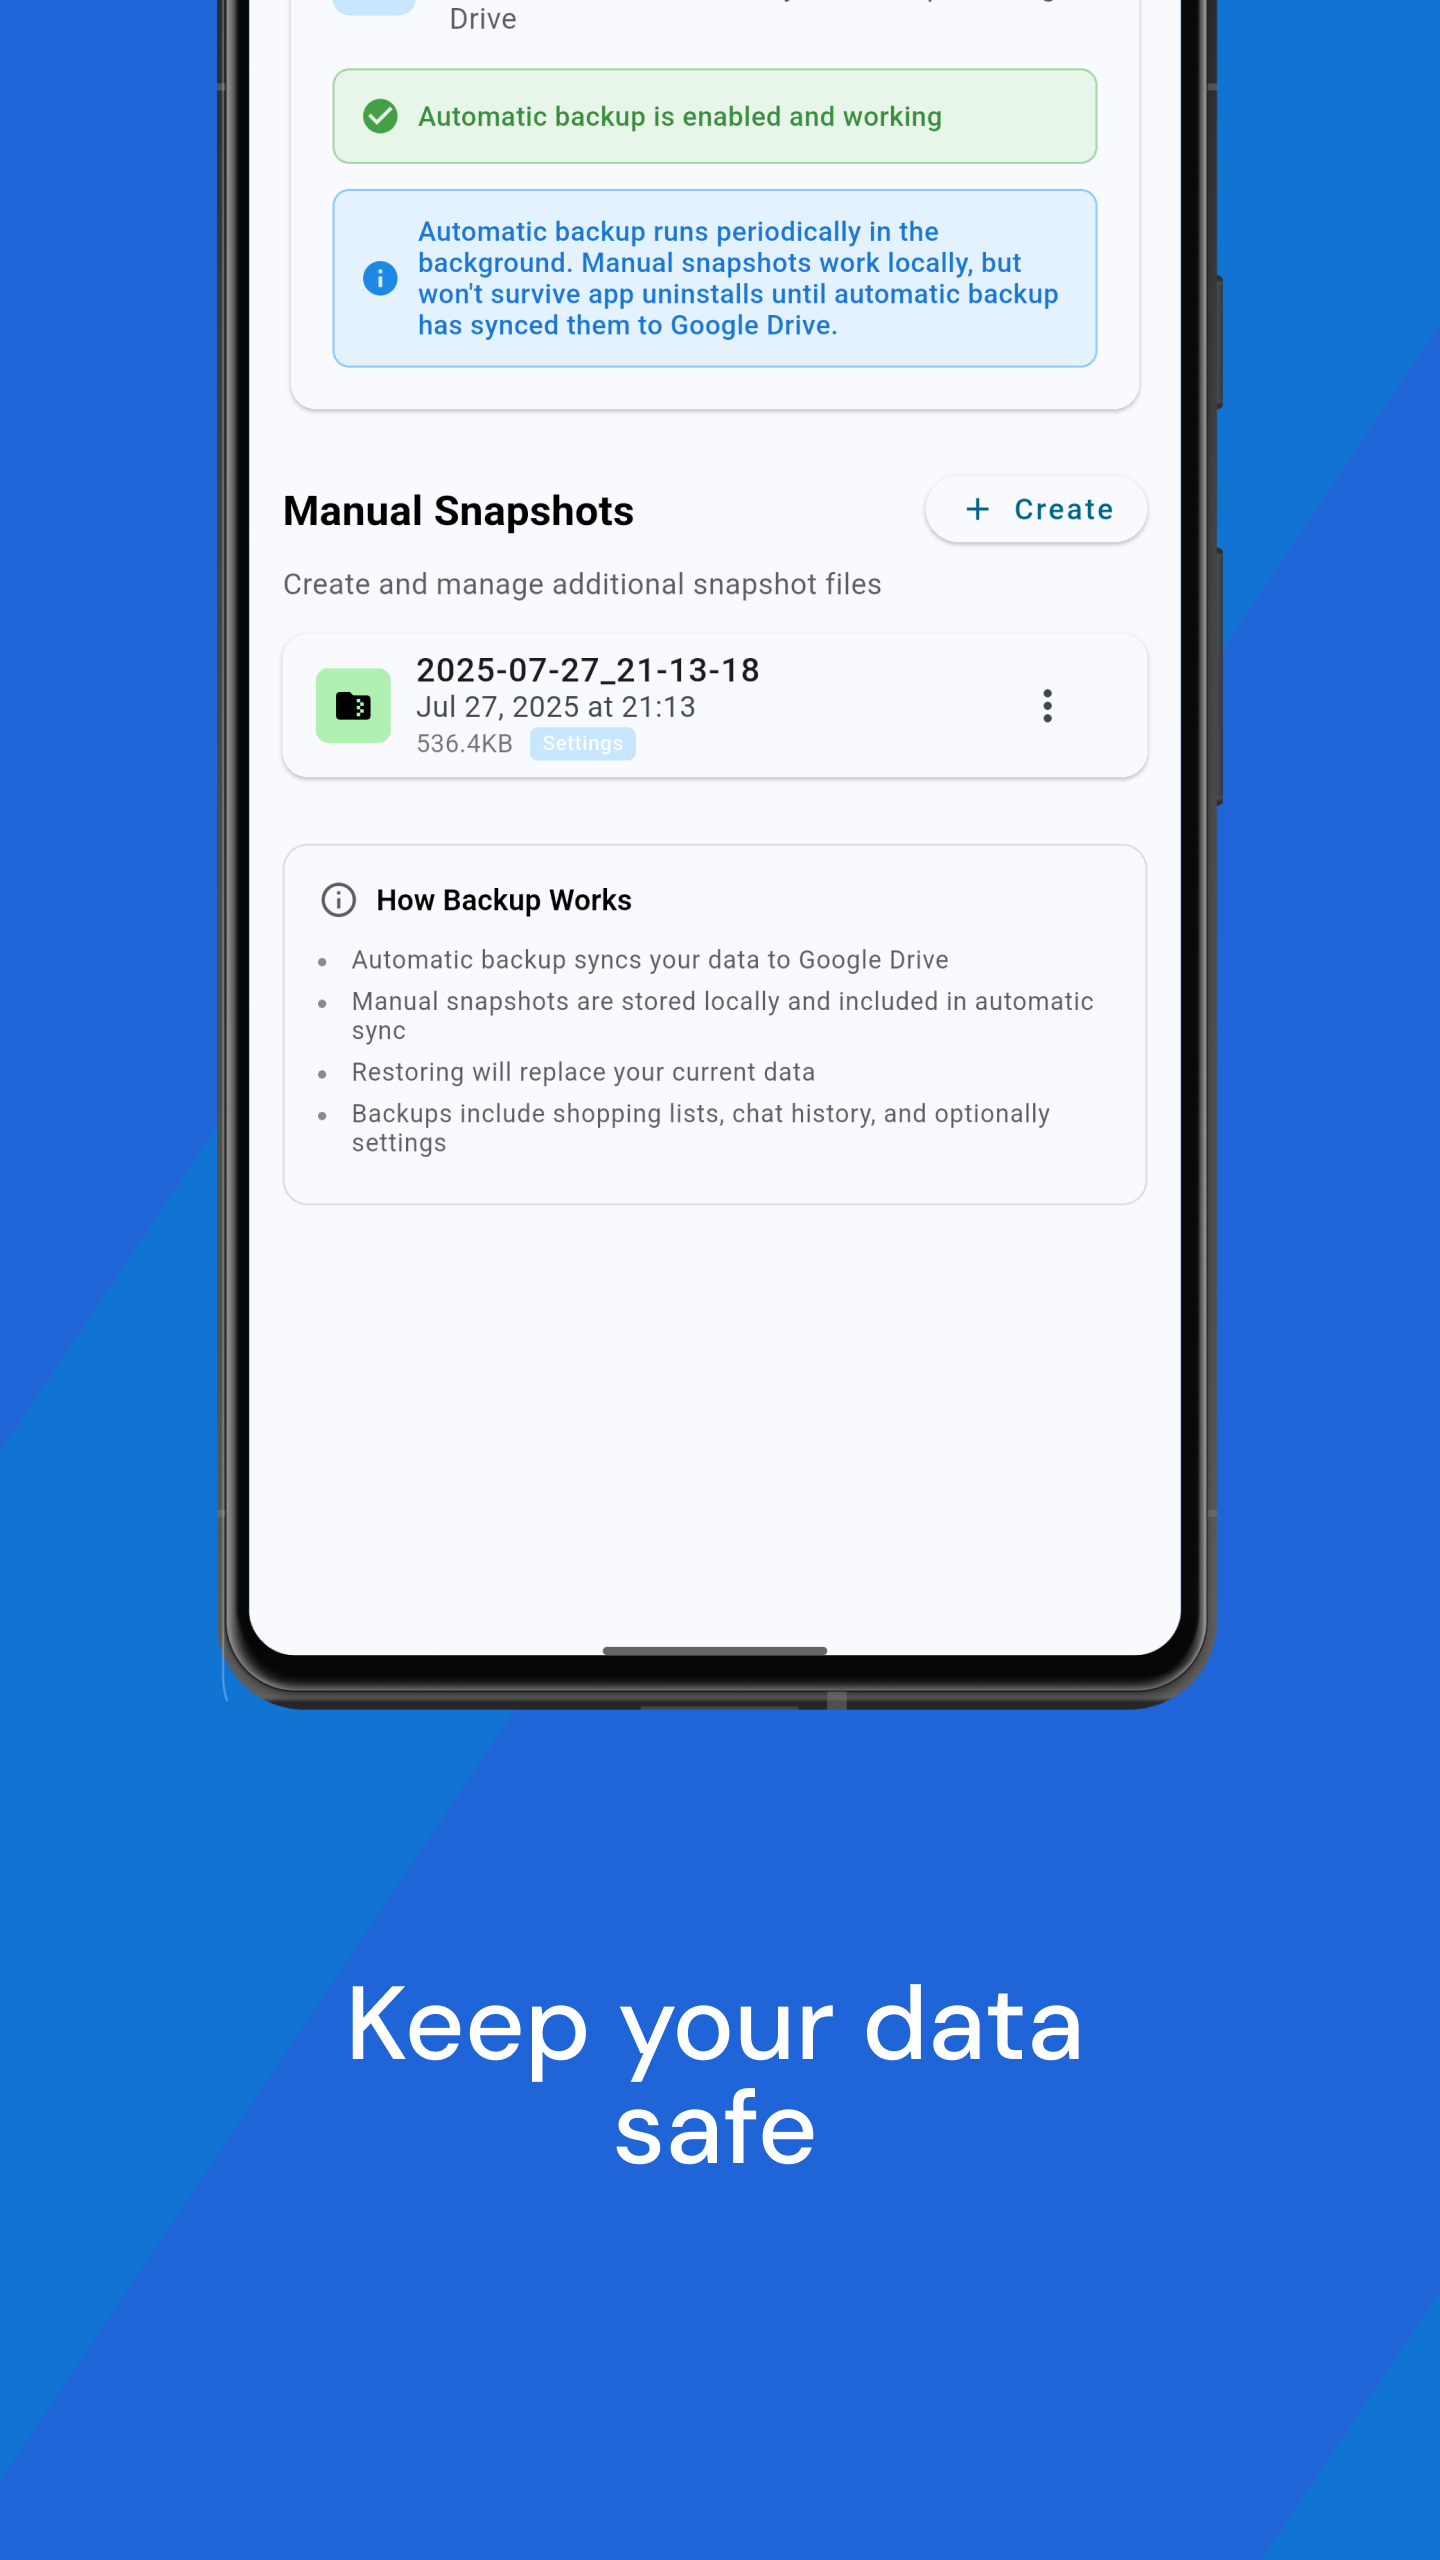 Drive
Automatic backup is enabled and working
Automatic backup runs periodically in the
background. Manual snapshots work locally, but
won't survive app uninstalls until automatic backup
has synced them to Google Drive.
Manual Snapshots
+ Create
Create and manage additional snapshot files
2025-07-27_21-13-18
Jul 27, 2025 at 21:13
536.4KB Settings
How Backup Works
• Automatic backup syncs your data to Google Drive
• Manual snapshots are stored locally and included in automatic
sync
• Restoring will replace your current data
• Backups include shopping lists, chat history, and optionally
settings
Keep your data
safe